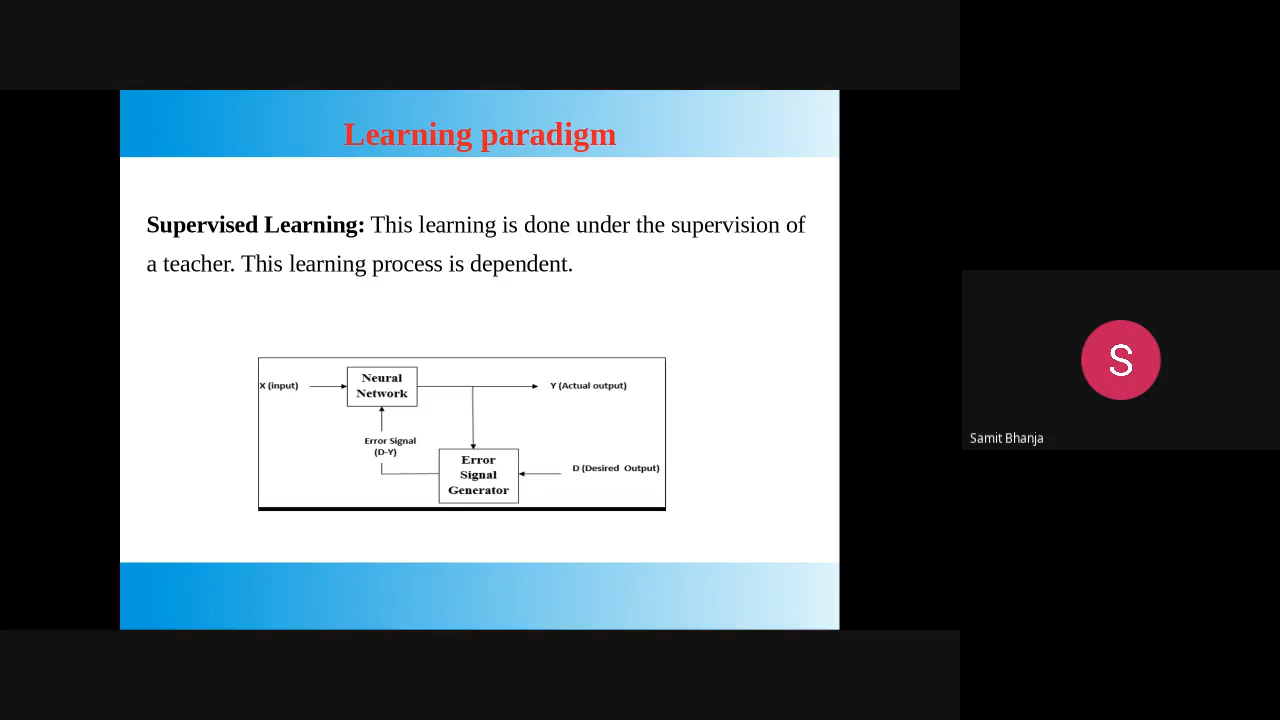 Learning paradigm
Supervised Learning: This learning is done under the supervision of
a teacher. This learning process is dependent.
X (input)
Neural
Network
Y (Actual output)
Error Signal
(D-Y)
Error
Signal
Generator
D (Desired Output)
S
Samit Bhanja